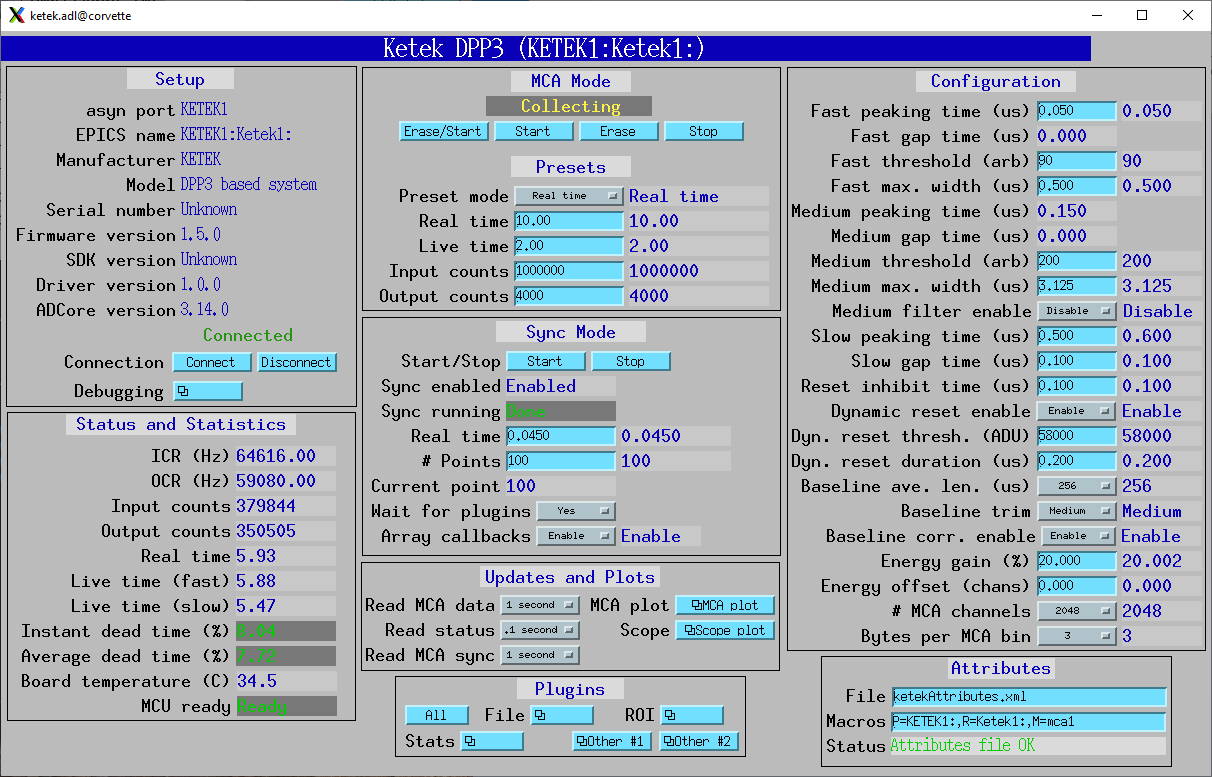 ketek.adl@corvette
Ketek DPP3 (KETEK1:Ketek1:)
Setup
asyn port KETEK1
EPICS name KETEK1:Ketek1:
Manufacturer KETEK
Model DPP3 based system
Serial number Unknown
Firmware version 1.5.0
SDK version Unknown
Driver version 1.0.0
ADCore version 3.14.0
Connected
Connection Connect Disconnect
Debugging
Status and Statistics
ICR (Hz) 64616.00
OCR (Hz) 59080.00
Input counts 379844
Output counts 350505
Real time 5.93
Live time (fast) 5.88
Live time (slow) 5.47
Instant dead time (%) 8.04
Average dead time (%)
Board temperature (C) 34.5
MCU ready Ready
MCA Mode
Collecting
Erase/Start Start Erase Stop
Presets
Preset mode Real time Real time
Real time 10.00 10.00
Live time 2.00 2.00
Input counts 1000000 1000000
Output counts 4000 4000
Sync Mode
Start/Stop Start Stop
Sync enabled Enabled
Sync running Done
Real time 0.0450 0.0450
# Points 100 100
Current point 100
Wait for plugins Yes
Array callbacks Enable Enable
Updates and Plots
Read MCA data 1 second MCA plot MCA plot
Read status .1 second Scope Scope plot
Read MCA sync 1 second
Plugins
All File ROI
Stats Other #1 Other #2
Configuration
Fast peaking time (us) 0.050 0.050
Fast gap time (us) 0.000
Fast threshold (arb) 90 90
Fast max. width (us) 0.500 0.500
Medium peaking time (us) 0.150
Medium gap time (us) 0.000
Medium threshold (arb) 200 200
Medium max. width (us) 3.125 3.125
Medium filter enable Disable Disable
Slow peaking time (us) 0.500 0.600
Slow gap time (us) 0.100 0.100
Reset inhibit time (us) 0.100 0.100
Dynamic reset enable Enable Enable
Dyn. reset thresh. (ADU) 58000 58000
Dyn. reset duration (us) 0.200 0.200
Baseline ave. len. (us) 256 256
Baseline trim Medium Medium
Baseline corr. enable Enable Enable
Energy gain (%) 20.000 20.002
Energy offset (chans) 0.000 0.000
# MCA channels 2048 2048
Bytes per MCA bin 3 3
Attributes
File ketekAttributes.xml
Macros P=KETEK1:,R=Ketek1:,M=mca1
Status Attributes file OK